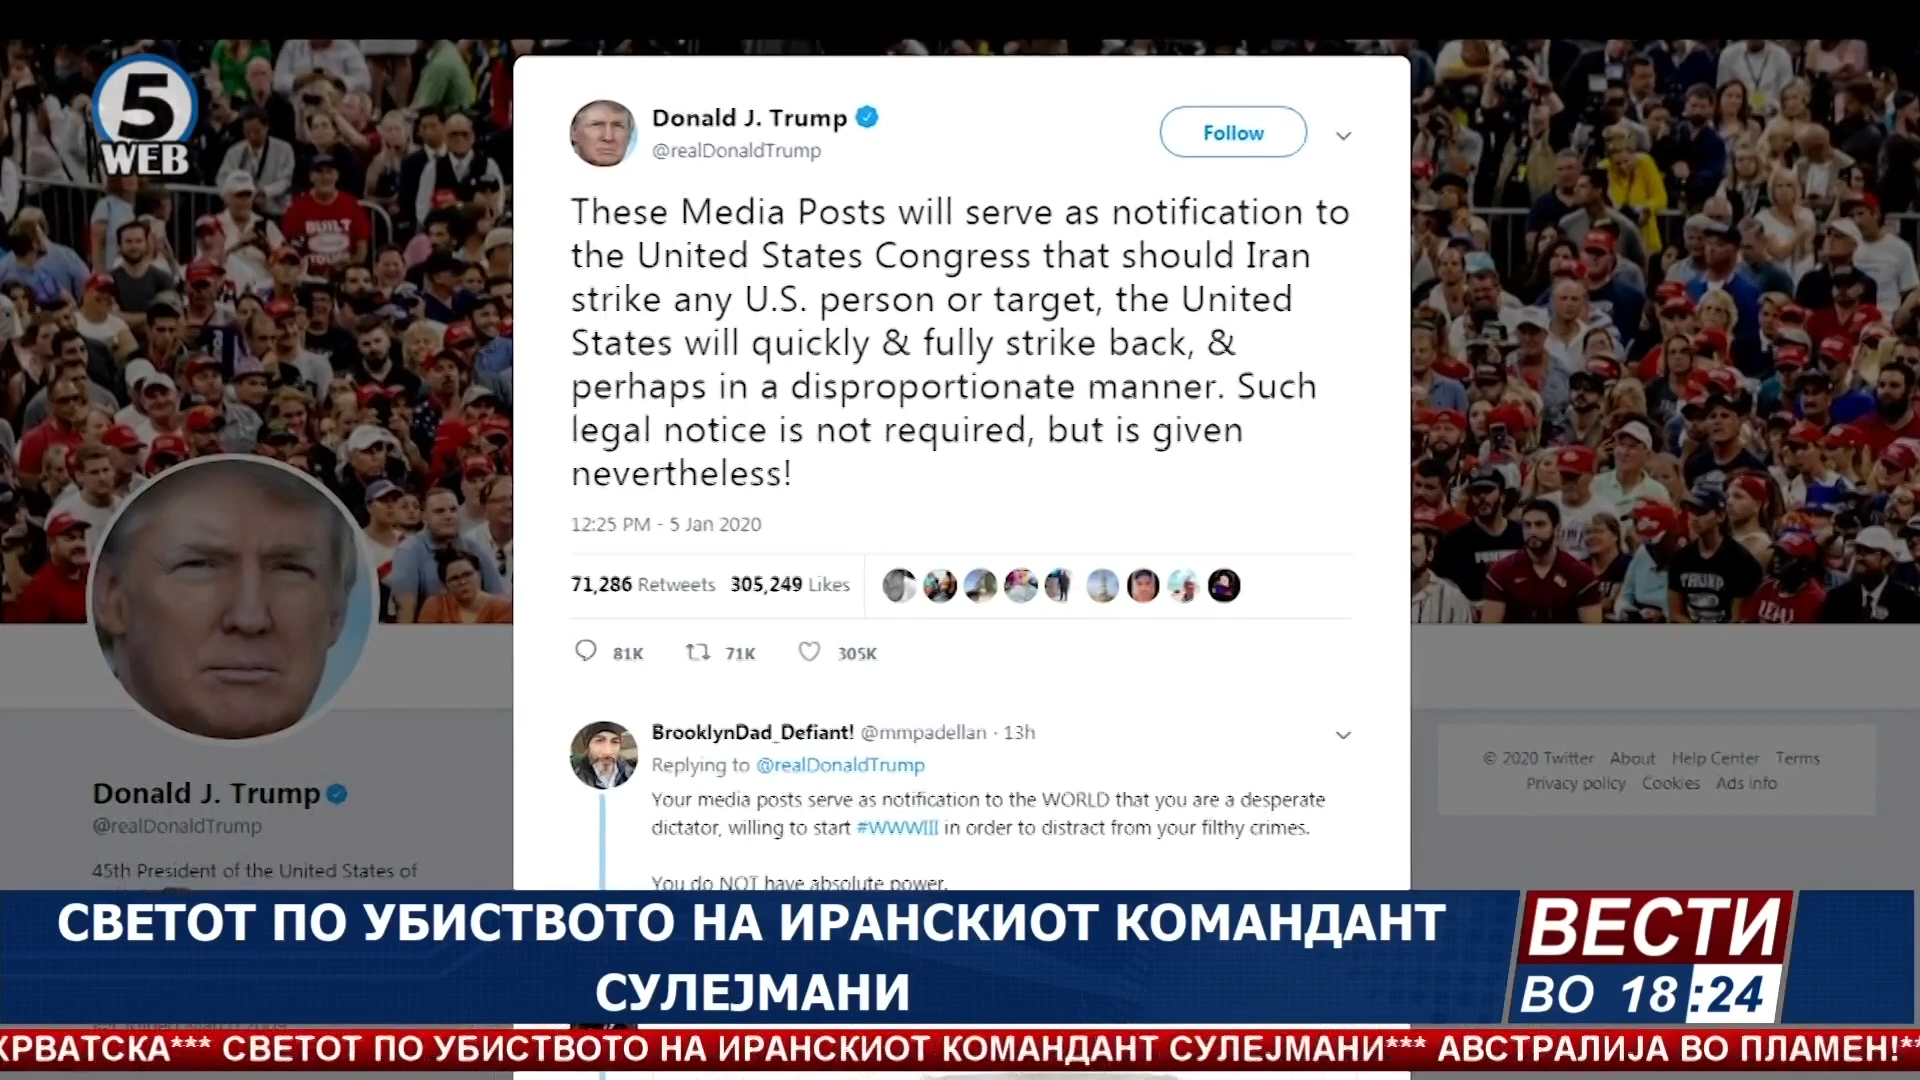 5
WEB
Donald J. Trump
@realDonaldTrump
Follow
These Media Posts will serve as notification to
the United States Congress that should Iran
strike any U.S. person or target, the United
States will quickly & fully strike back, &
perhaps in a disproportionate manner. Such
legal notice is not required, but is given
nevertheless!
12:25 PM - 5 Jan 2020
71,286 Retweets 305,249 Likes
81K 71K 305K
BrooklynDad_Defiant! @mmpadellan · 13h
Replying to @realDonaldTrump
Your media posts serve as notification to the WORLD that you are a desperate
dictator, willing to start #WWWIII in order to distract from your filthy crimes.
You do NOT have absolute power.
Donald J. Trump
@realDonaldTrump
45th President of the United States of
© 2020 Twitter About Help Center Terms
Privacy policy Cookies Ads info
BUILT
TRUMP
СВЕТОТ ПО УБИСТВОТО НА ИРАНСКИОТ КОМАНДАНТ
СУЛЕЈМАНИ
ВЕСТИ
ВО 18:24
ХРВАТСКА*** СВЕТОТ ПО УБИСТВОТО НА ИРАНСКИОТ КОМАНДАНТ СУЛЕЈМАНИ*** АВСТРАЛИЈА ВО ПЛАМЕН!**